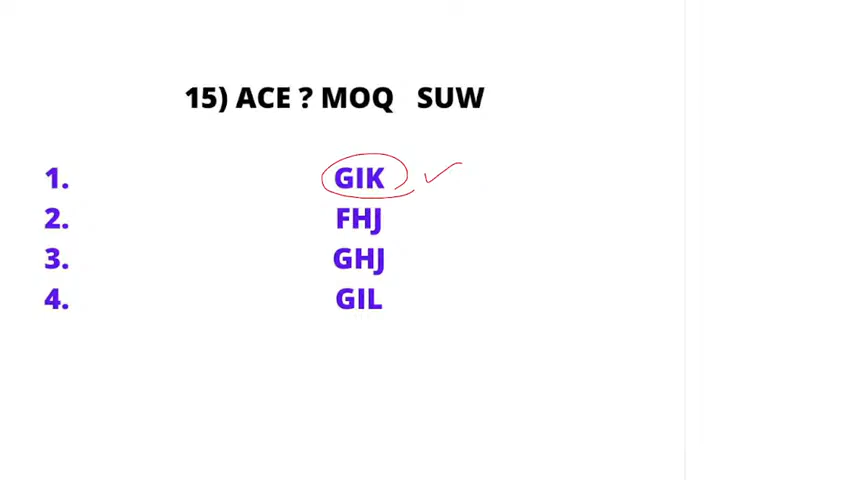 15) ACE ? MOQ SUW
1. GIK
2. FHJ
3. GHJ
4. GIL